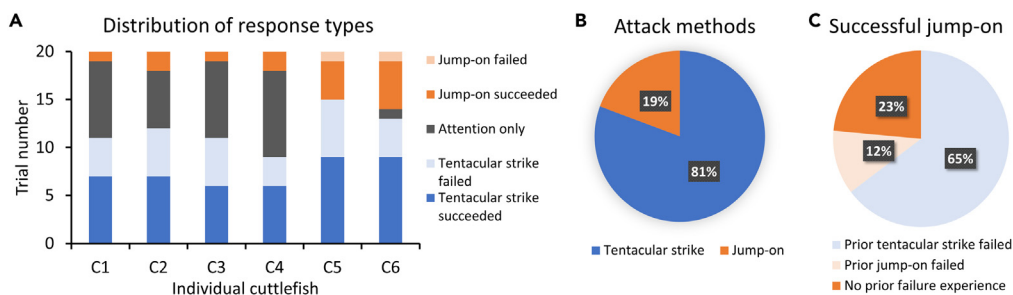 A
Distribution of response types
20
15
10
5
0
Trial number
C1 C2 C3 C4 C5 C6
Individual cuttlefish
Jump-on failed
Jump-on succeeded
Attention only
Tentacular strike
failed
Tentacular strike
succeeded
B
Attack methods
19%
81%
Tentacular strike Jump-on
C
Successful jump-on
23%
12%
65%
Prior tentacular strike failed
Prior jump-on failed
No prior failure experience